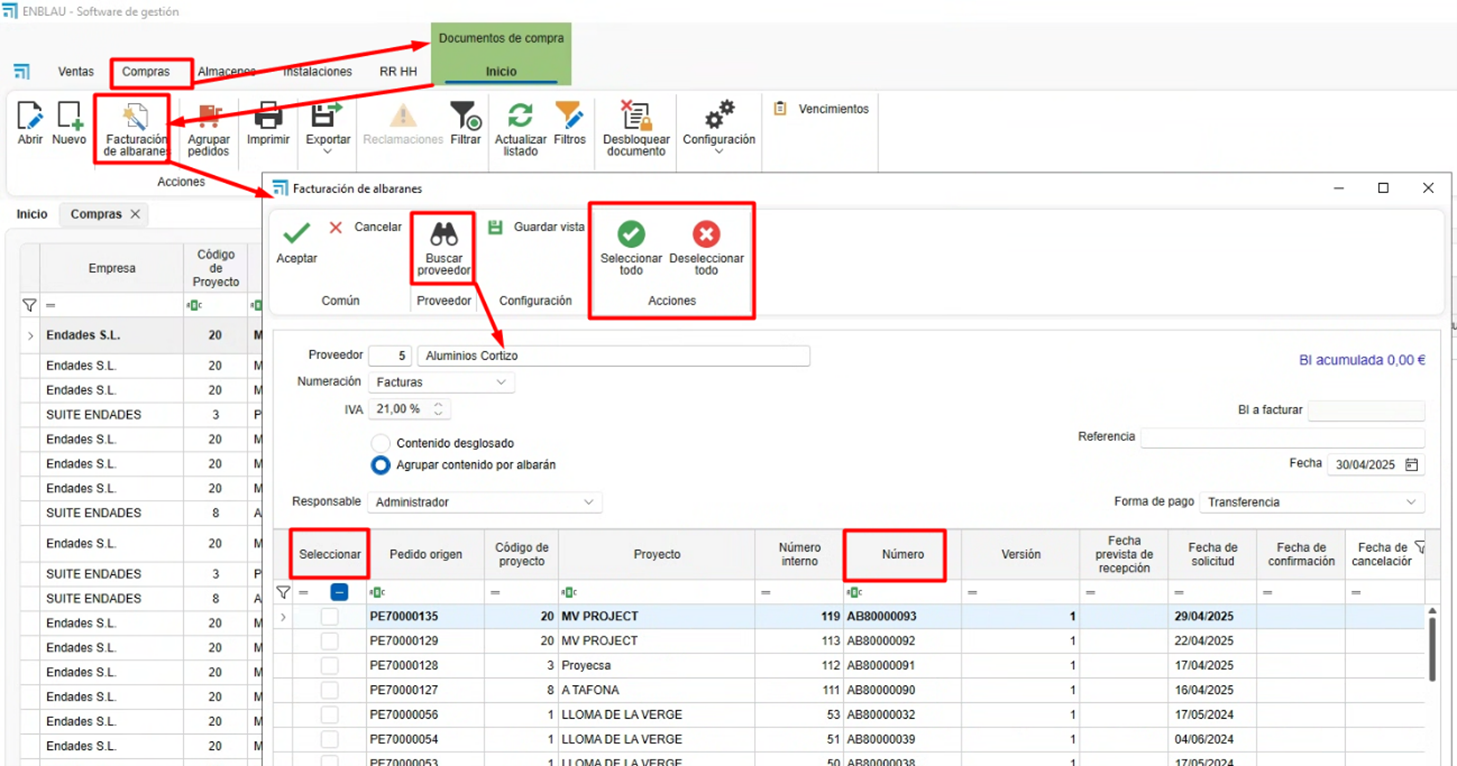 ENBLAU - Software de gestión
Documentos de compra
Ventas Compras Almacenes Instalaciones RR HH Inicio
Abrir Nuevo Facturación de albaranes Agrupar pedidos Imprimir Exportar Reclamaciones Filtrar Actualizar listado Filtros Desbloquear documento Configuración Vencimientos
Acciones
Facturación de albaranes
Inicio Compras
Aceptar Cancelar Buscar proveedor Guardar vista Seleccionar todo Deseleccionar todo
Común Proveedor Configuración Acciones
Empresa Código de Proyecto
Endades S.L. 20 M
Endades S.L. 20 M
Endades S.L. 20 M
SUITE ENDADES 3 P
Endades S.L. 20 M
Endades S.L. 20 M
Endades S.L. 20 M
SUITE ENDADES 8 A
Endades S.L. 20 M
SUITE ENDADES 3 P
SUITE ENDADES 8 A
Endades S.L. 20 M
Endades S.L. 20 M
Endades S.L. 20 M
Endades S.L. 20 M
Endades S.L. 20 M
Endades S.L. 20 M
Proveedor 5 Aluminios Cortizo
BI acumulada 0,00 €
Numeración Facturas
IVA 21,00 %
BI a facturar
Contenido desglosado
Referencia
Agrupar contenido por albarán
Fecha 30/04/2025
Responsable Administrador
Forma de pago Transferencia
Seleccionar Pedido origen Código de proyecto Proyecto Número interno Número Versión Fecha prevista de recepción Fecha de solicitud Fecha de confirmación Fecha de cancelación
PE70000135 20 MV PROJECT 119 AB80000093 1 29/04/2025
PE70000129 20 MV PROJECT 113 AB80000092 1 22/04/2025
PE70000128 3 Proyecsa 112 AB80000091 1 17/04/2025
PE70000127 8 A TAFONA 111 AB80000090 1 16/04/2025
PE70000056 1 LLOMA DE LA VERGE 53 AB80000032 1 17/05/2024
PE70000054 1 LLOMA DE LA VERGE 51 AB80000039 1 04/06/2024
PE70000053 1 LLOMA DE LA VERGE 50 AB80000038 1 17/05/2024